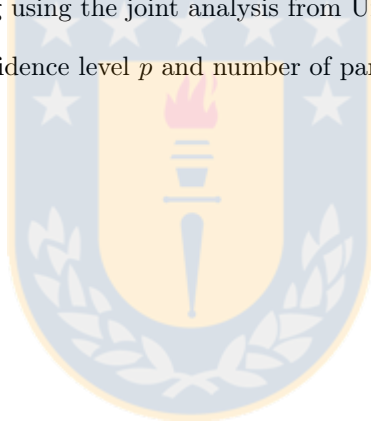 using the joint analysis from U
idence level p and number of par